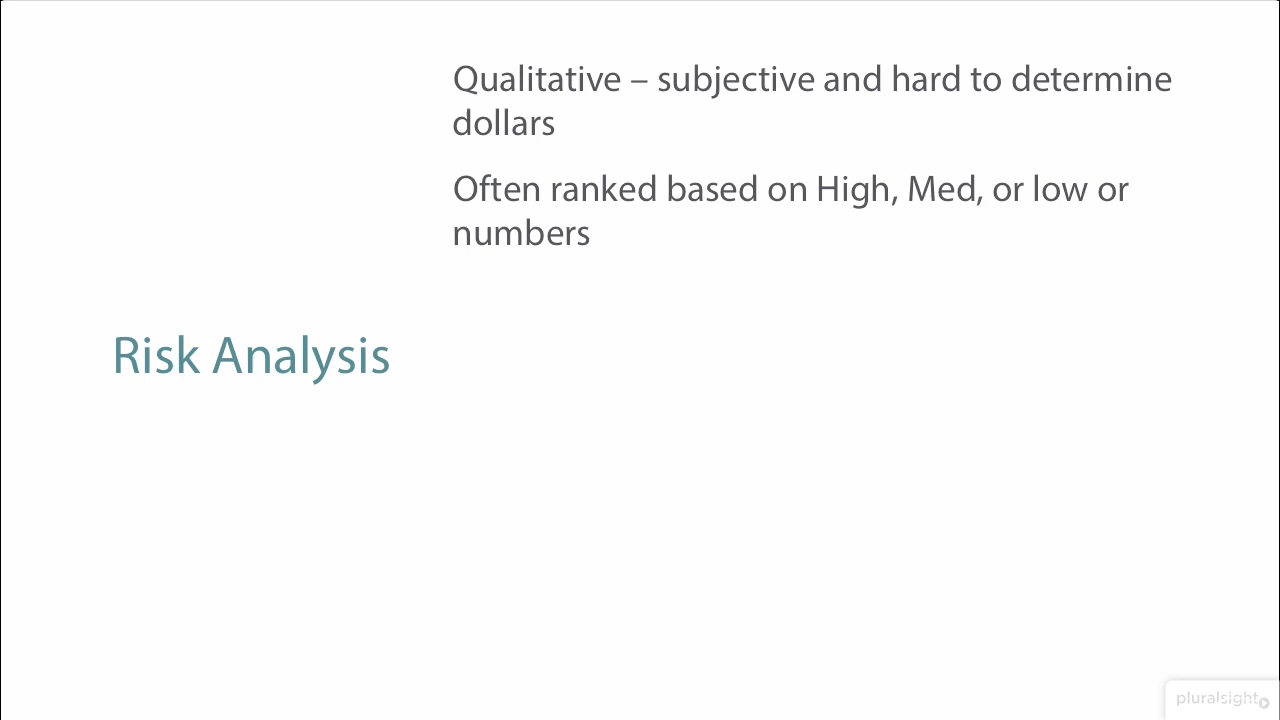 Qualitative – subjective and hard to determine
dollars
Often ranked based on High, Med, or low or
numbers
Risk Analysis
pluralsight